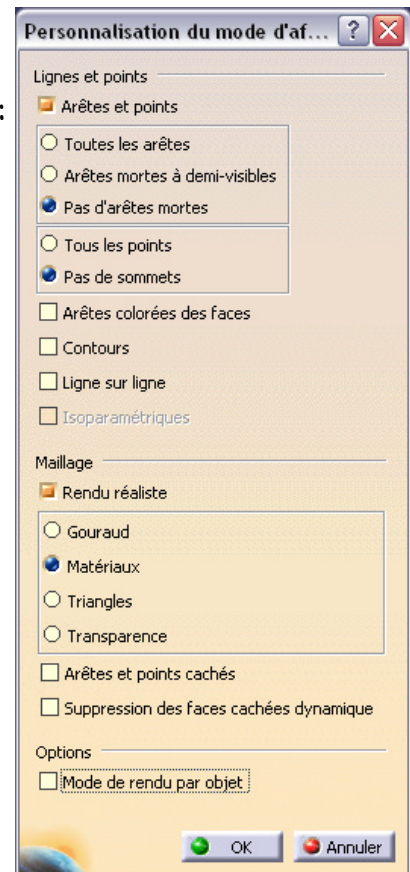 Personnalisation du mode d'af...
Lignes et points
:
Arêtes et points
Toutes les arêtes
Arêtes mortes à demi-visibles
Pas d'arêtes mortes
Tous les points
Pas de sommets
Arêtes colorées des faces
Contours
Ligne sur ligne
Isoparamétriques
Maillage
Rendu réaliste
Gouraud
Matériaux
Triangles
Transparence
Arêtes et points cachés
Suppression des faces cachées dynamique
Options
Mode de rendu par objet
OK Annuler